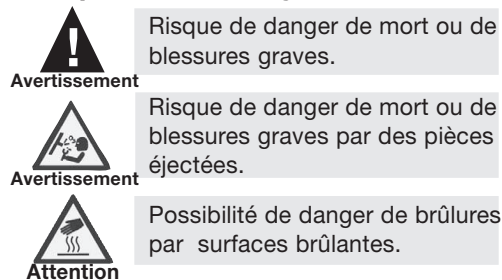 Risque de danger de mort ou de
blessures graves.
Avertissement
Risque de danger de mort ou de
blessures graves par des pièces
éjectées.
Avertissement
Possibilité de danger de brûlures
par surfaces brûlantes.
Attention